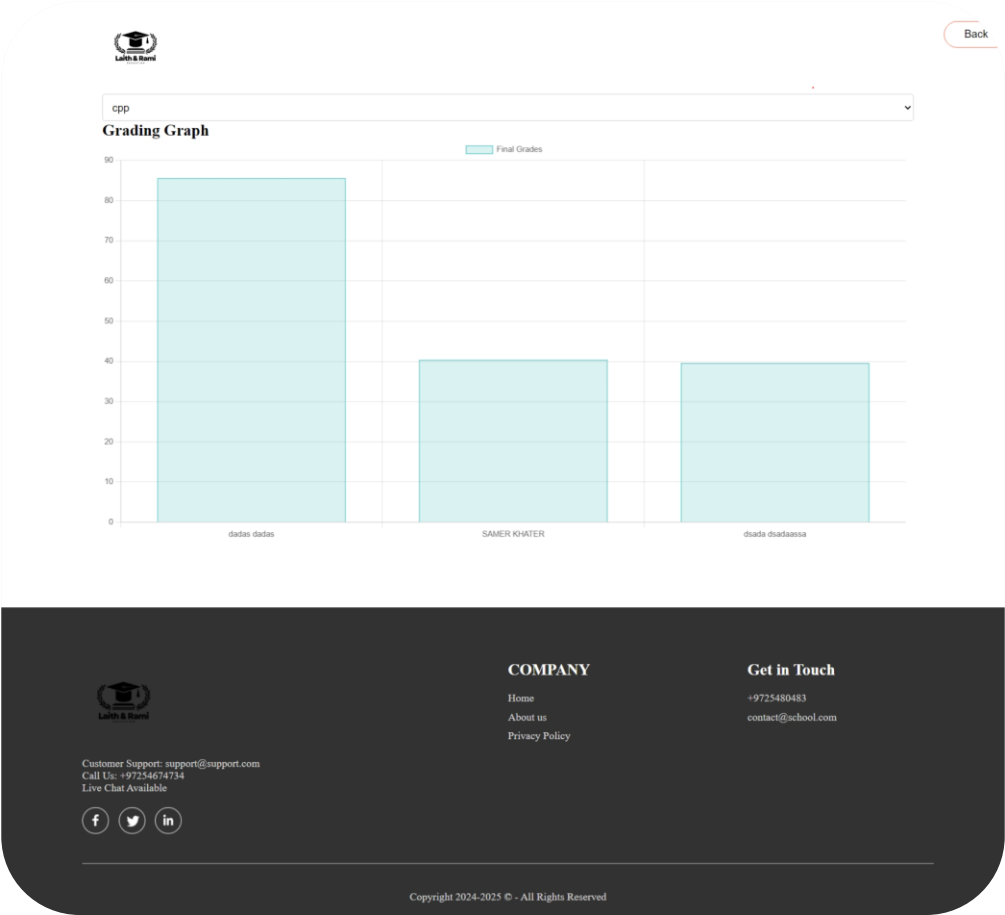 Laith & Rami
Back
cpp
Grading Graph
Final Grades
90
80
70
60
50
40
30
20
10
0
dadas dadas
SAMER KHATER
dsada dsadaassa
Laith & Rami
Customer Support: support@support.com
Call Us: +97254674734
Live Chat Available
COMPANY
Home
About us
Privacy Policy
Get in Touch
+9725480483
contact@school.com
Copyright 2024-2025 © - All Rights Reserved